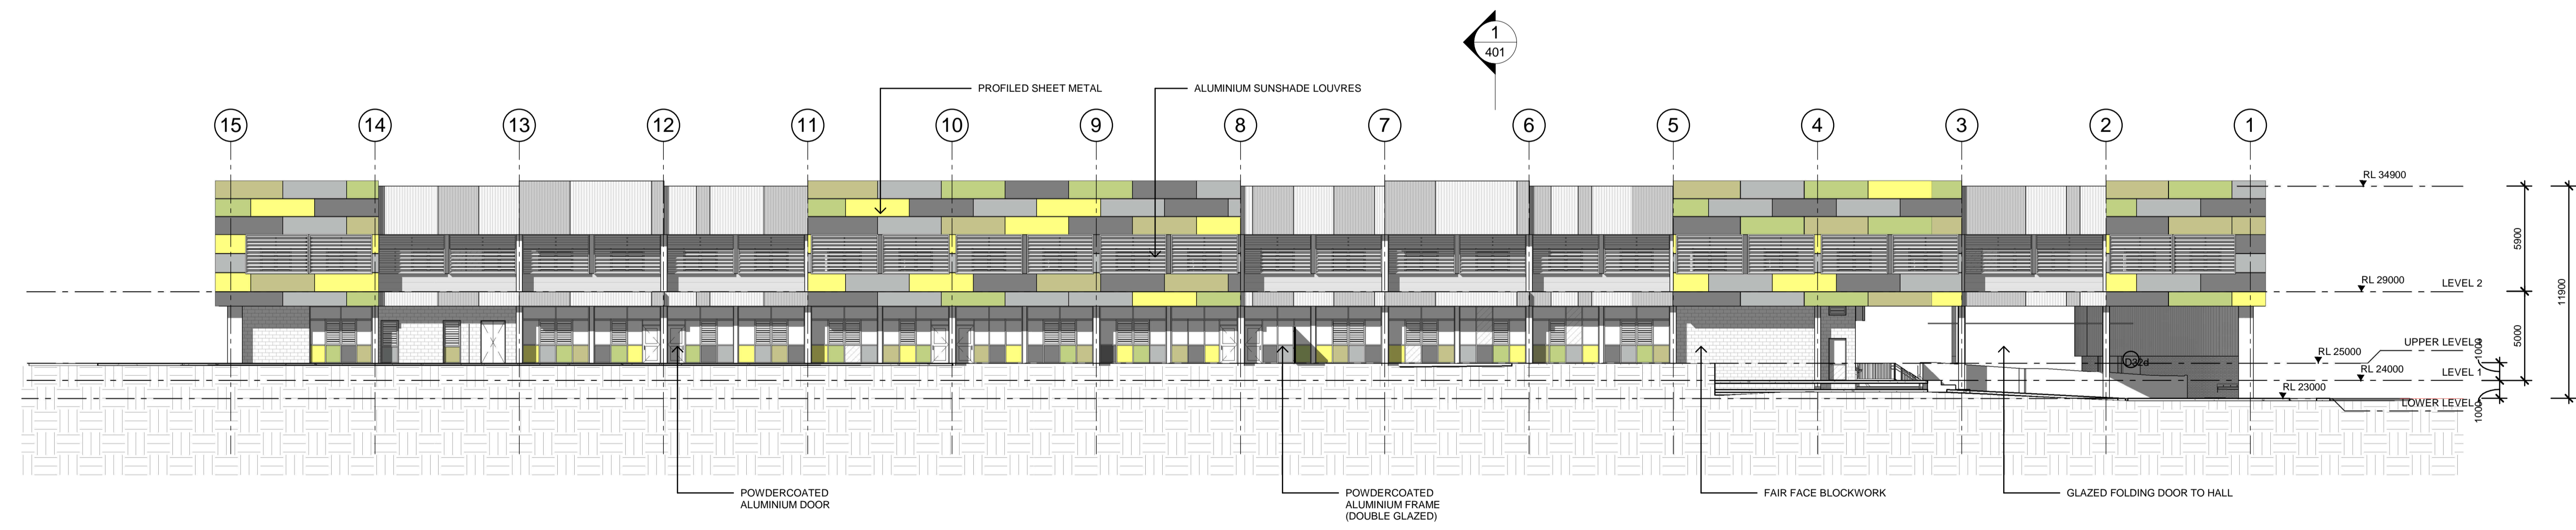 1
401
PROFILED SHEET METAL
ALUMINIUM SUNSHADE LOUVRES
15
14
13
12
11
10
9
8
7
6
5
4
3
2
1
RL 34900
5900
11900
RL 29000
LEVEL 2
5000
UPPER LEVEL
1000
RL 25000
D32d
RL 24000
LEVEL 1
RL 23000
LOWER LEVEL
1000
POWDERCOATED
ALUMINIUM DOOR
POWDERCOATED
ALUMINIUM FRAME
(DOUBLE GLAZED)
FAIR FACE BLOCKWORK
GLAZED FOLDING DOOR TO HALL